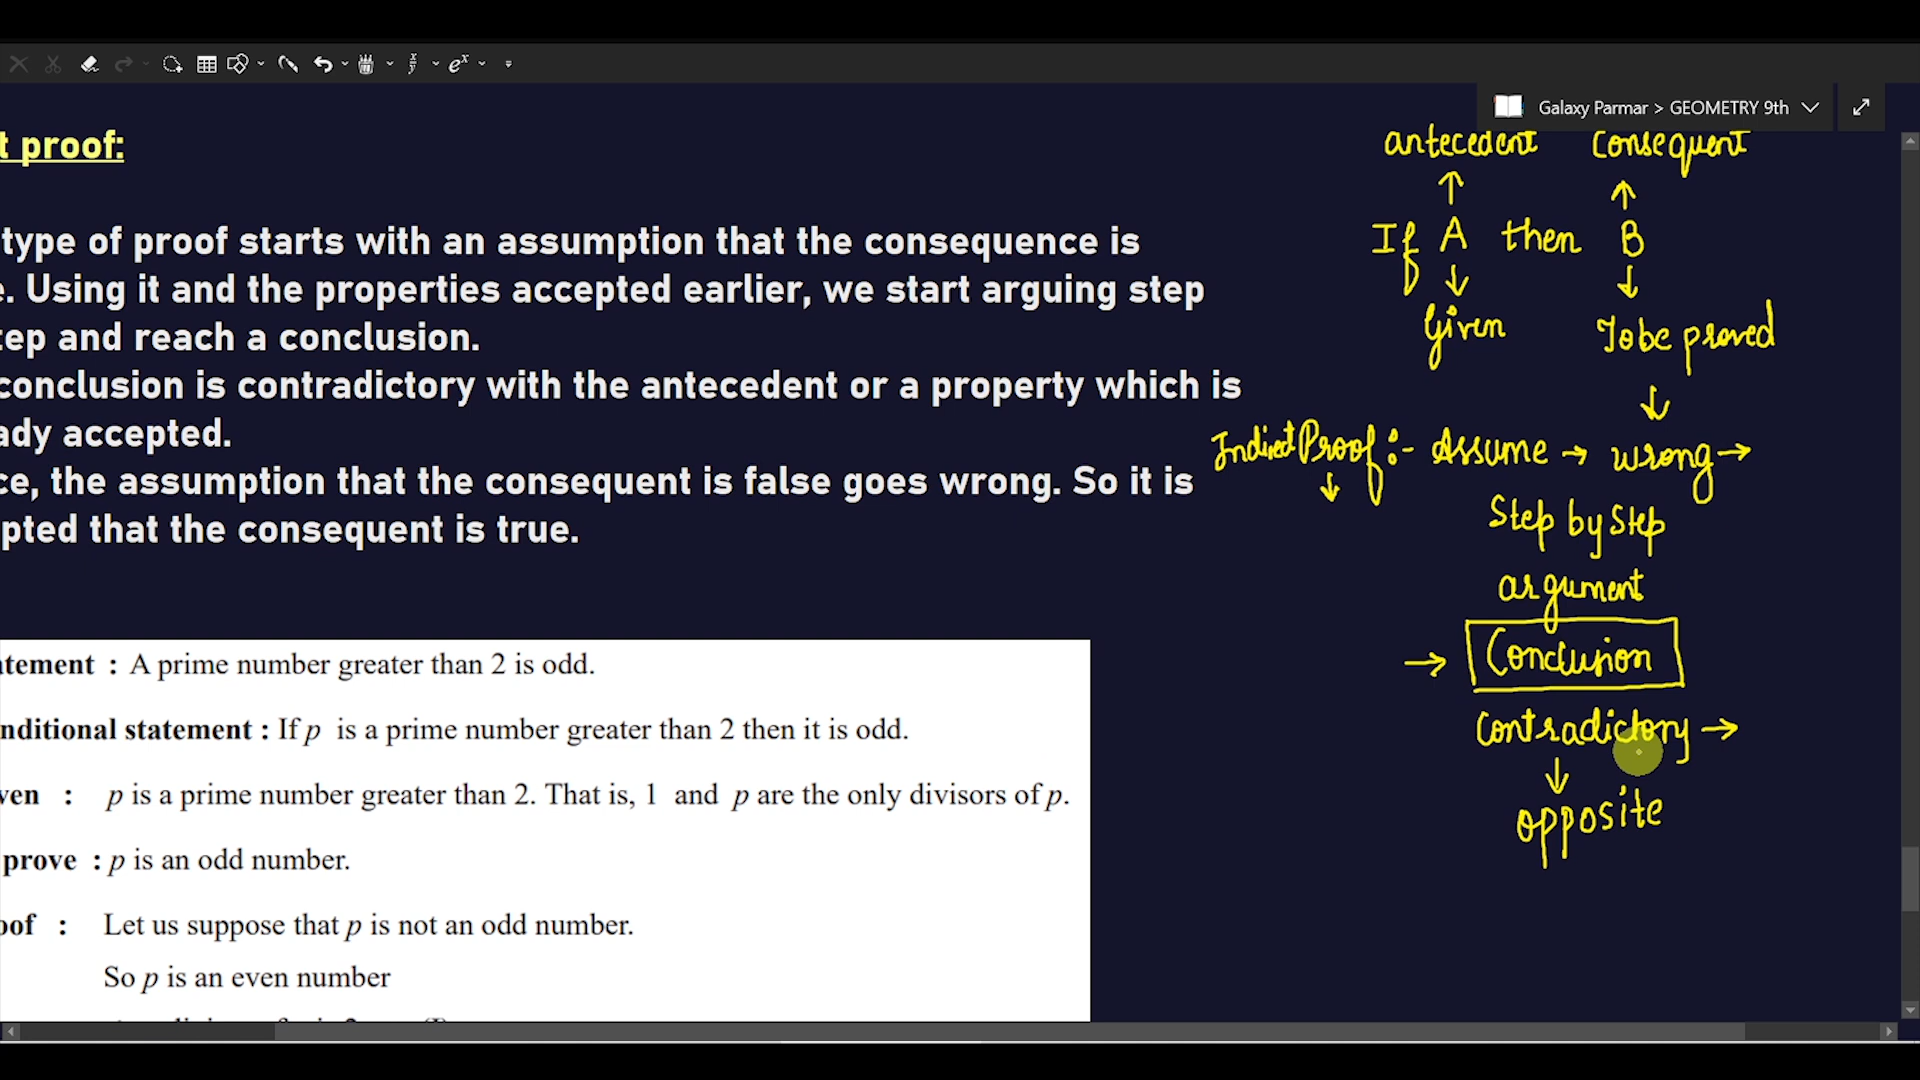 Galaxy Parmar > GEOMETRY 9th
t proof:
type of proof starts with an assumption that the consequence is
e. Using it and the properties accepted earlier, we start arguing step
tep and reach a conclusion.
conclusion is contradictory with the antecedent or a property which is
ady accepted.
ce, the assumption that the consequent is false goes wrong. So it is
pted that the consequent is true.
atement : A prime number greater than 2 is odd.
nditional statement : If p is a prime number greater than 2 then it is odd.
ven : p is a prime number greater than 2. That is, 1 and p are the only divisors of p.
prove : p is an odd number.
oof : Let us suppose that p is not an odd number.
So p is an even number
antecedent Consequent
↑ ↑
If A then B
↓ ↓
Given To be proved
↓
Indirect Proof :- Assume → wrong →
↓
Step by Step
argument
→ Conclusion
Contradictory →
↓
opposite